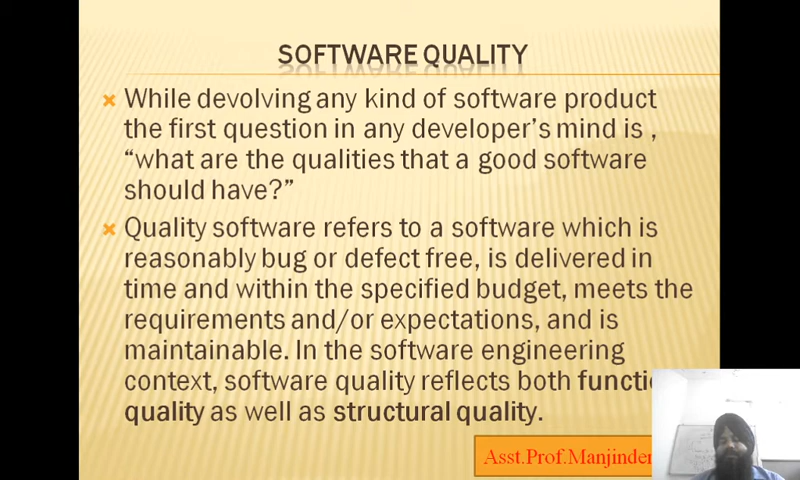 SOFTWARE QUALITY
While devolving any kind of software product
the first question in any developer's mind is ,
“what are the qualities that a good software
should have?”
Quality software refers to a software which is
reasonably bug or defect free, is delivered in
time and within the specified budget, meets the
requirements and/or expectations, and is
maintainable. In the software engineering
context, software quality reflects both
quality as well as structural quality.
Asst.Prof.Manjinder